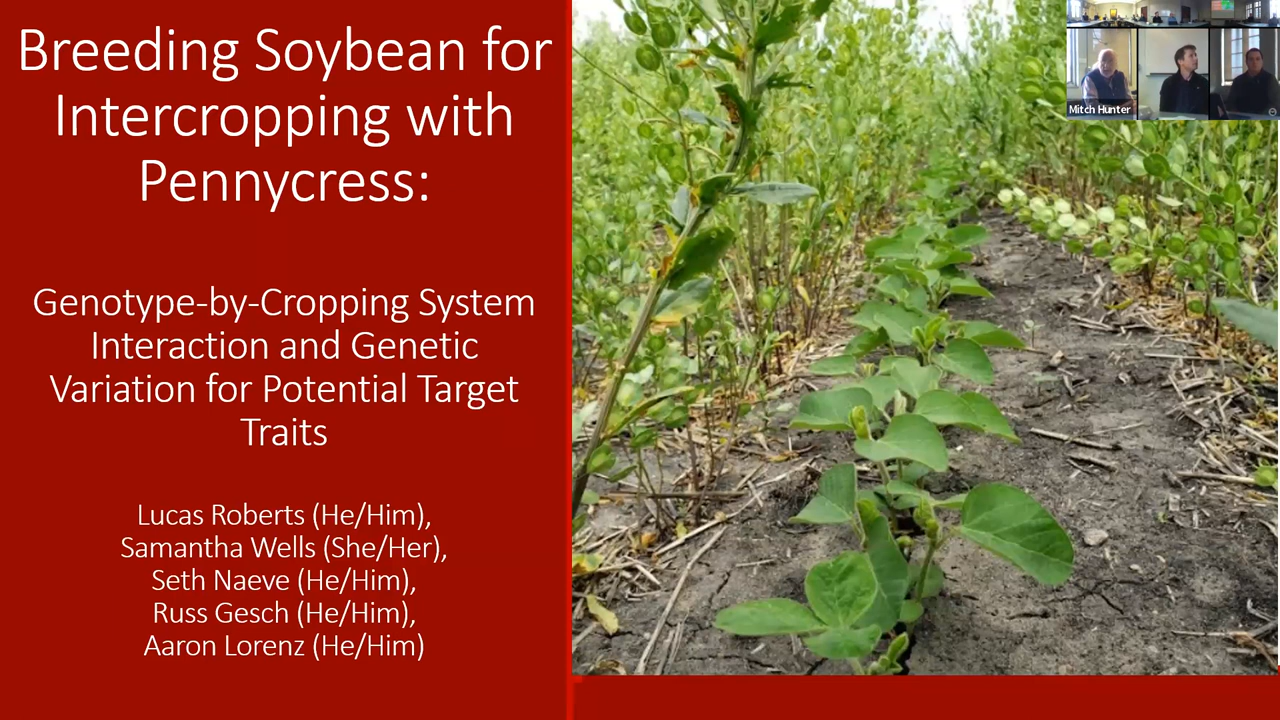 Breeding Soybean for
Intercropping with
Pennycress:
Genotype-by-Cropping System
Interaction and Genetic
Variation for Potential Target
Traits
Lucas Roberts (He/Him),
Samantha Wells (She/Her),
Seth Naeve (He/Him),
Russ Gesch (He/Him),
Aaron Lorenz (He/Him)
Mitch Hunter